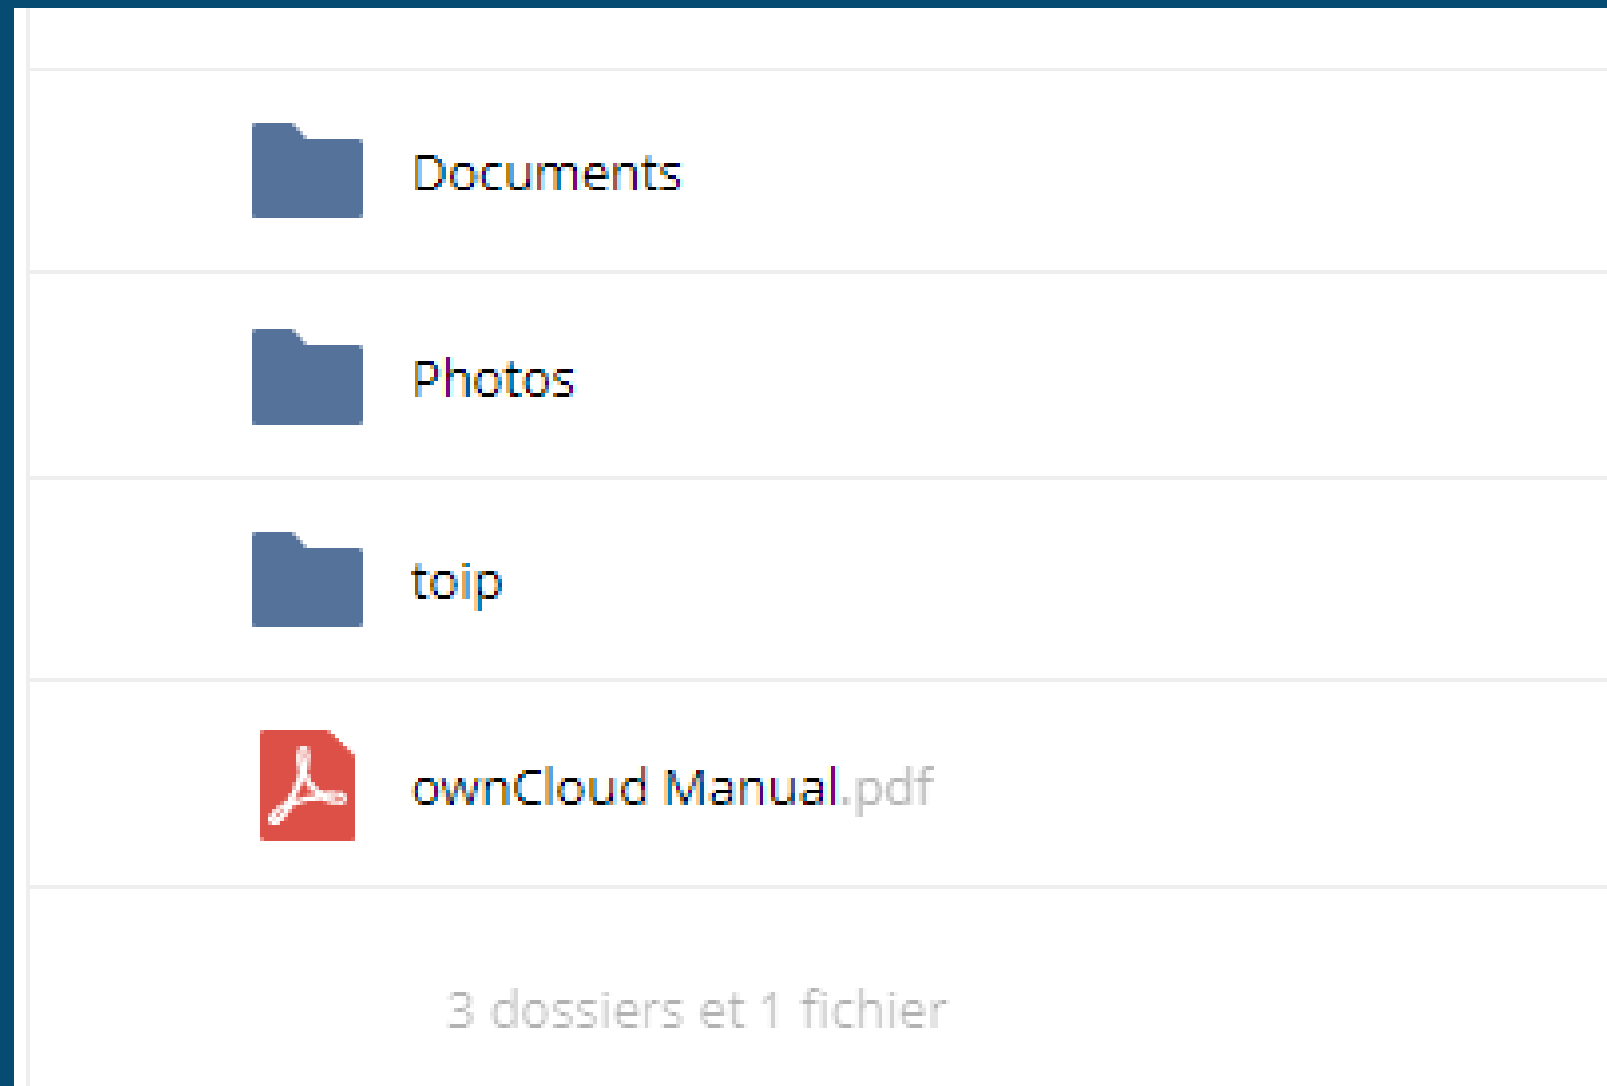 Documents
Photos
toip
ownCloud Manual.pdf
3 dossiers et 1 fichier